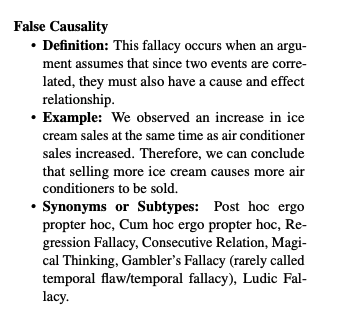 False Causality
• Definition: This fallacy occurs when an argu-
ment assumes that since two events are corre-
lated, they must also have a cause and effect
relationship.
• Example: We observed an increase in ice
cream sales at the same time as air conditioner
sales increased. Therefore, we can conclude
that selling more ice cream causes more air
conditioners to be sold.
• Synonyms or Subtypes: Post hoc ergo
propter hoc, Cum hoc ergo propter hoc, Re-
gression Fallacy, Consecutive Relation, Magi-
cal Thinking, Gambler's Fallacy (rarely called
temporal flaw/temporal fallacy), Ludic Fal-
lacy.